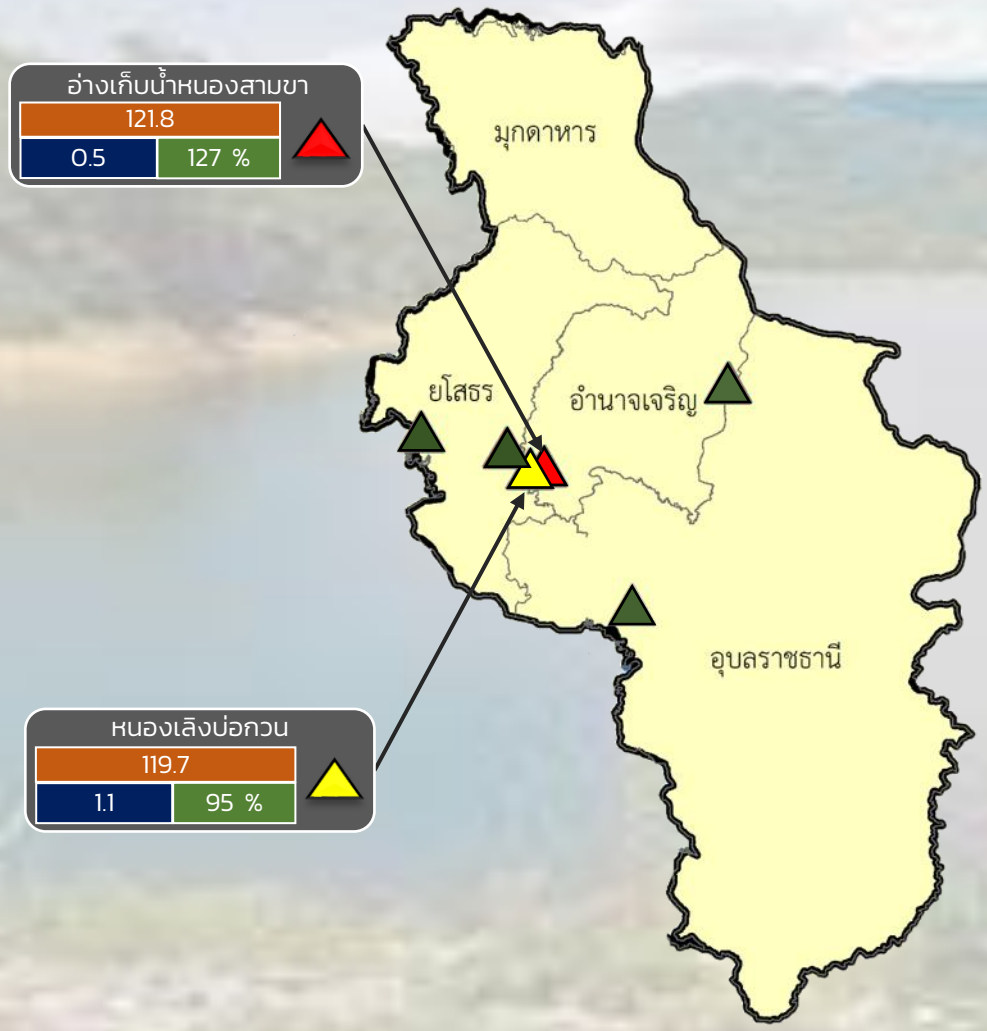 อ่างเก็บน้ำหนองสามขา
121.8
0.5 127 %
มุกดาหาร
ยโสธร
อำนาจเจริญ
อุบลราชธานี
หนองเลิงบ่อกวน
119.7
1.1 95 %